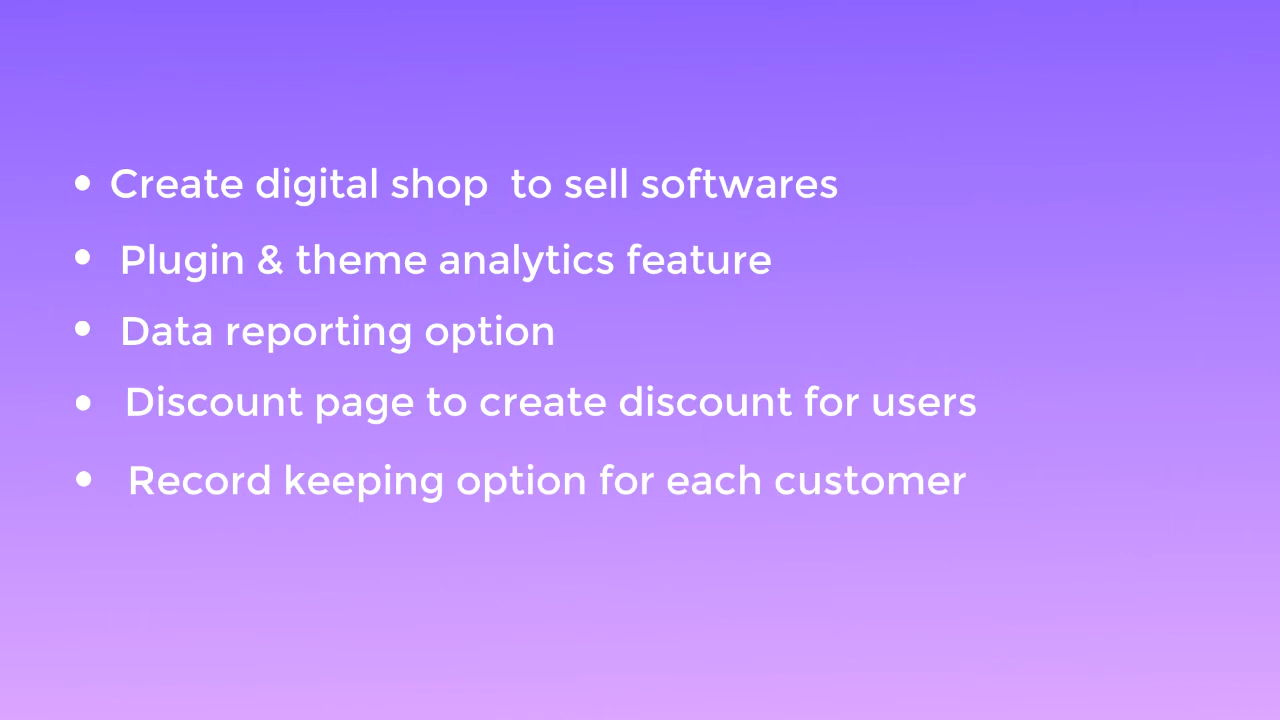 • Create digital shop  to sell softwares
• Plugin & theme analytics feature
• Data reporting option
• Discount page to create discount for users
• Record keeping option for each customer